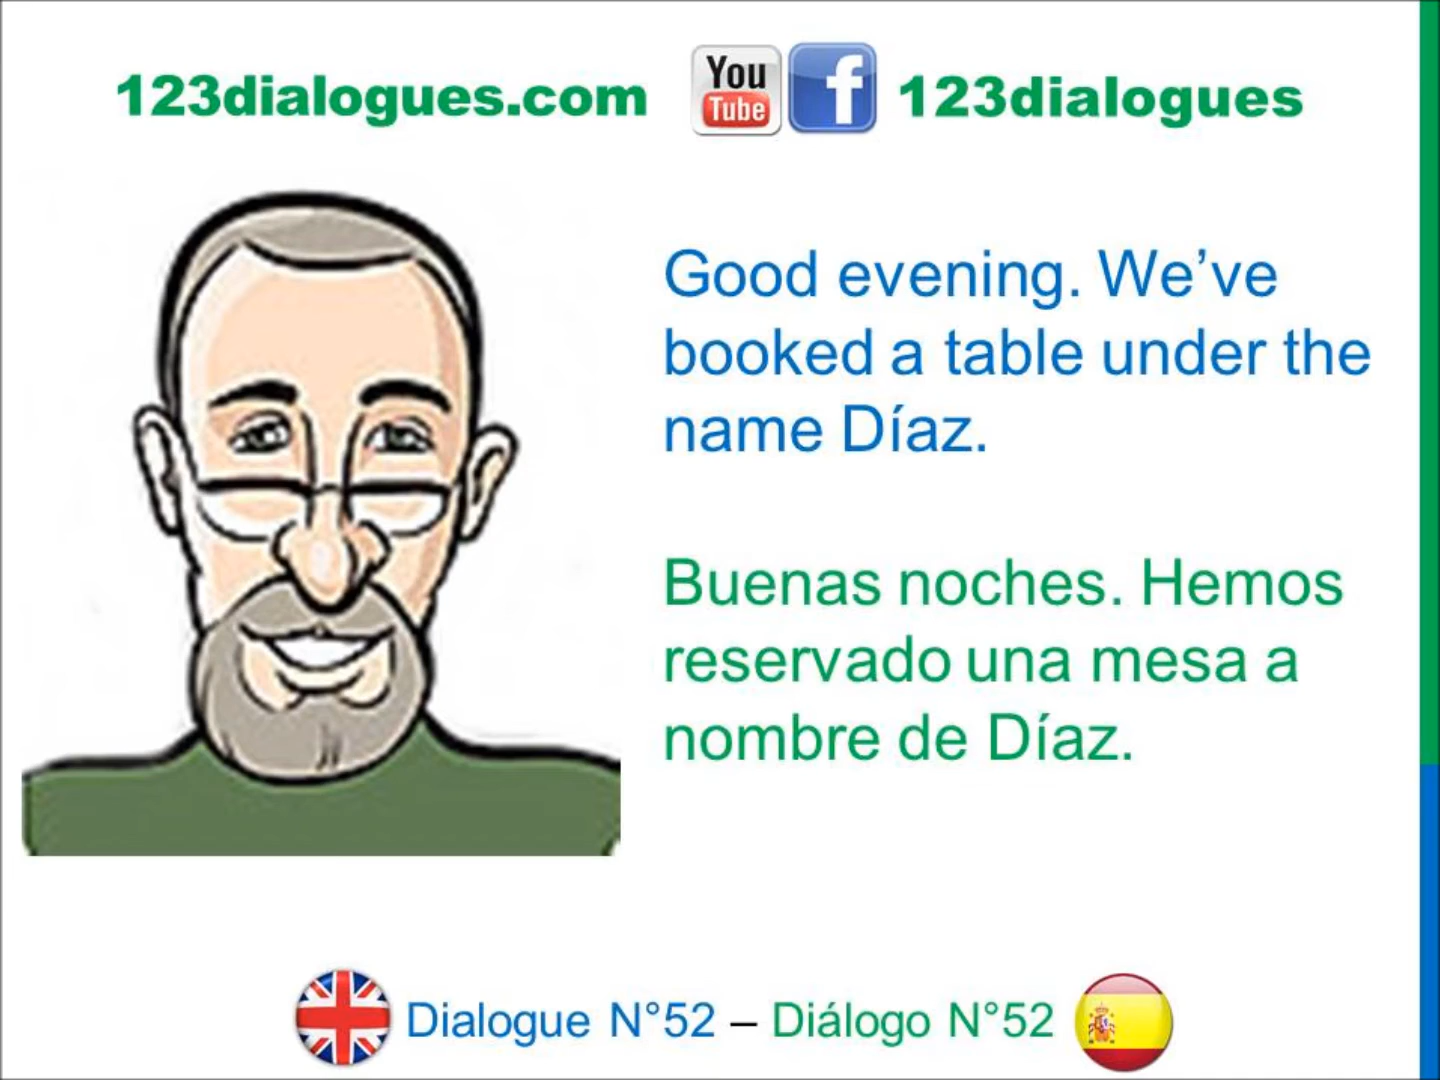 123dialogues.com You Tube f 123dialogues
Good evening. We’ve
booked a table under the
name Díaz.
Buenas noches. Hemos
reservado una mesa a
nombre de Díaz.
Dialogue N°52 – Diálogo N°52